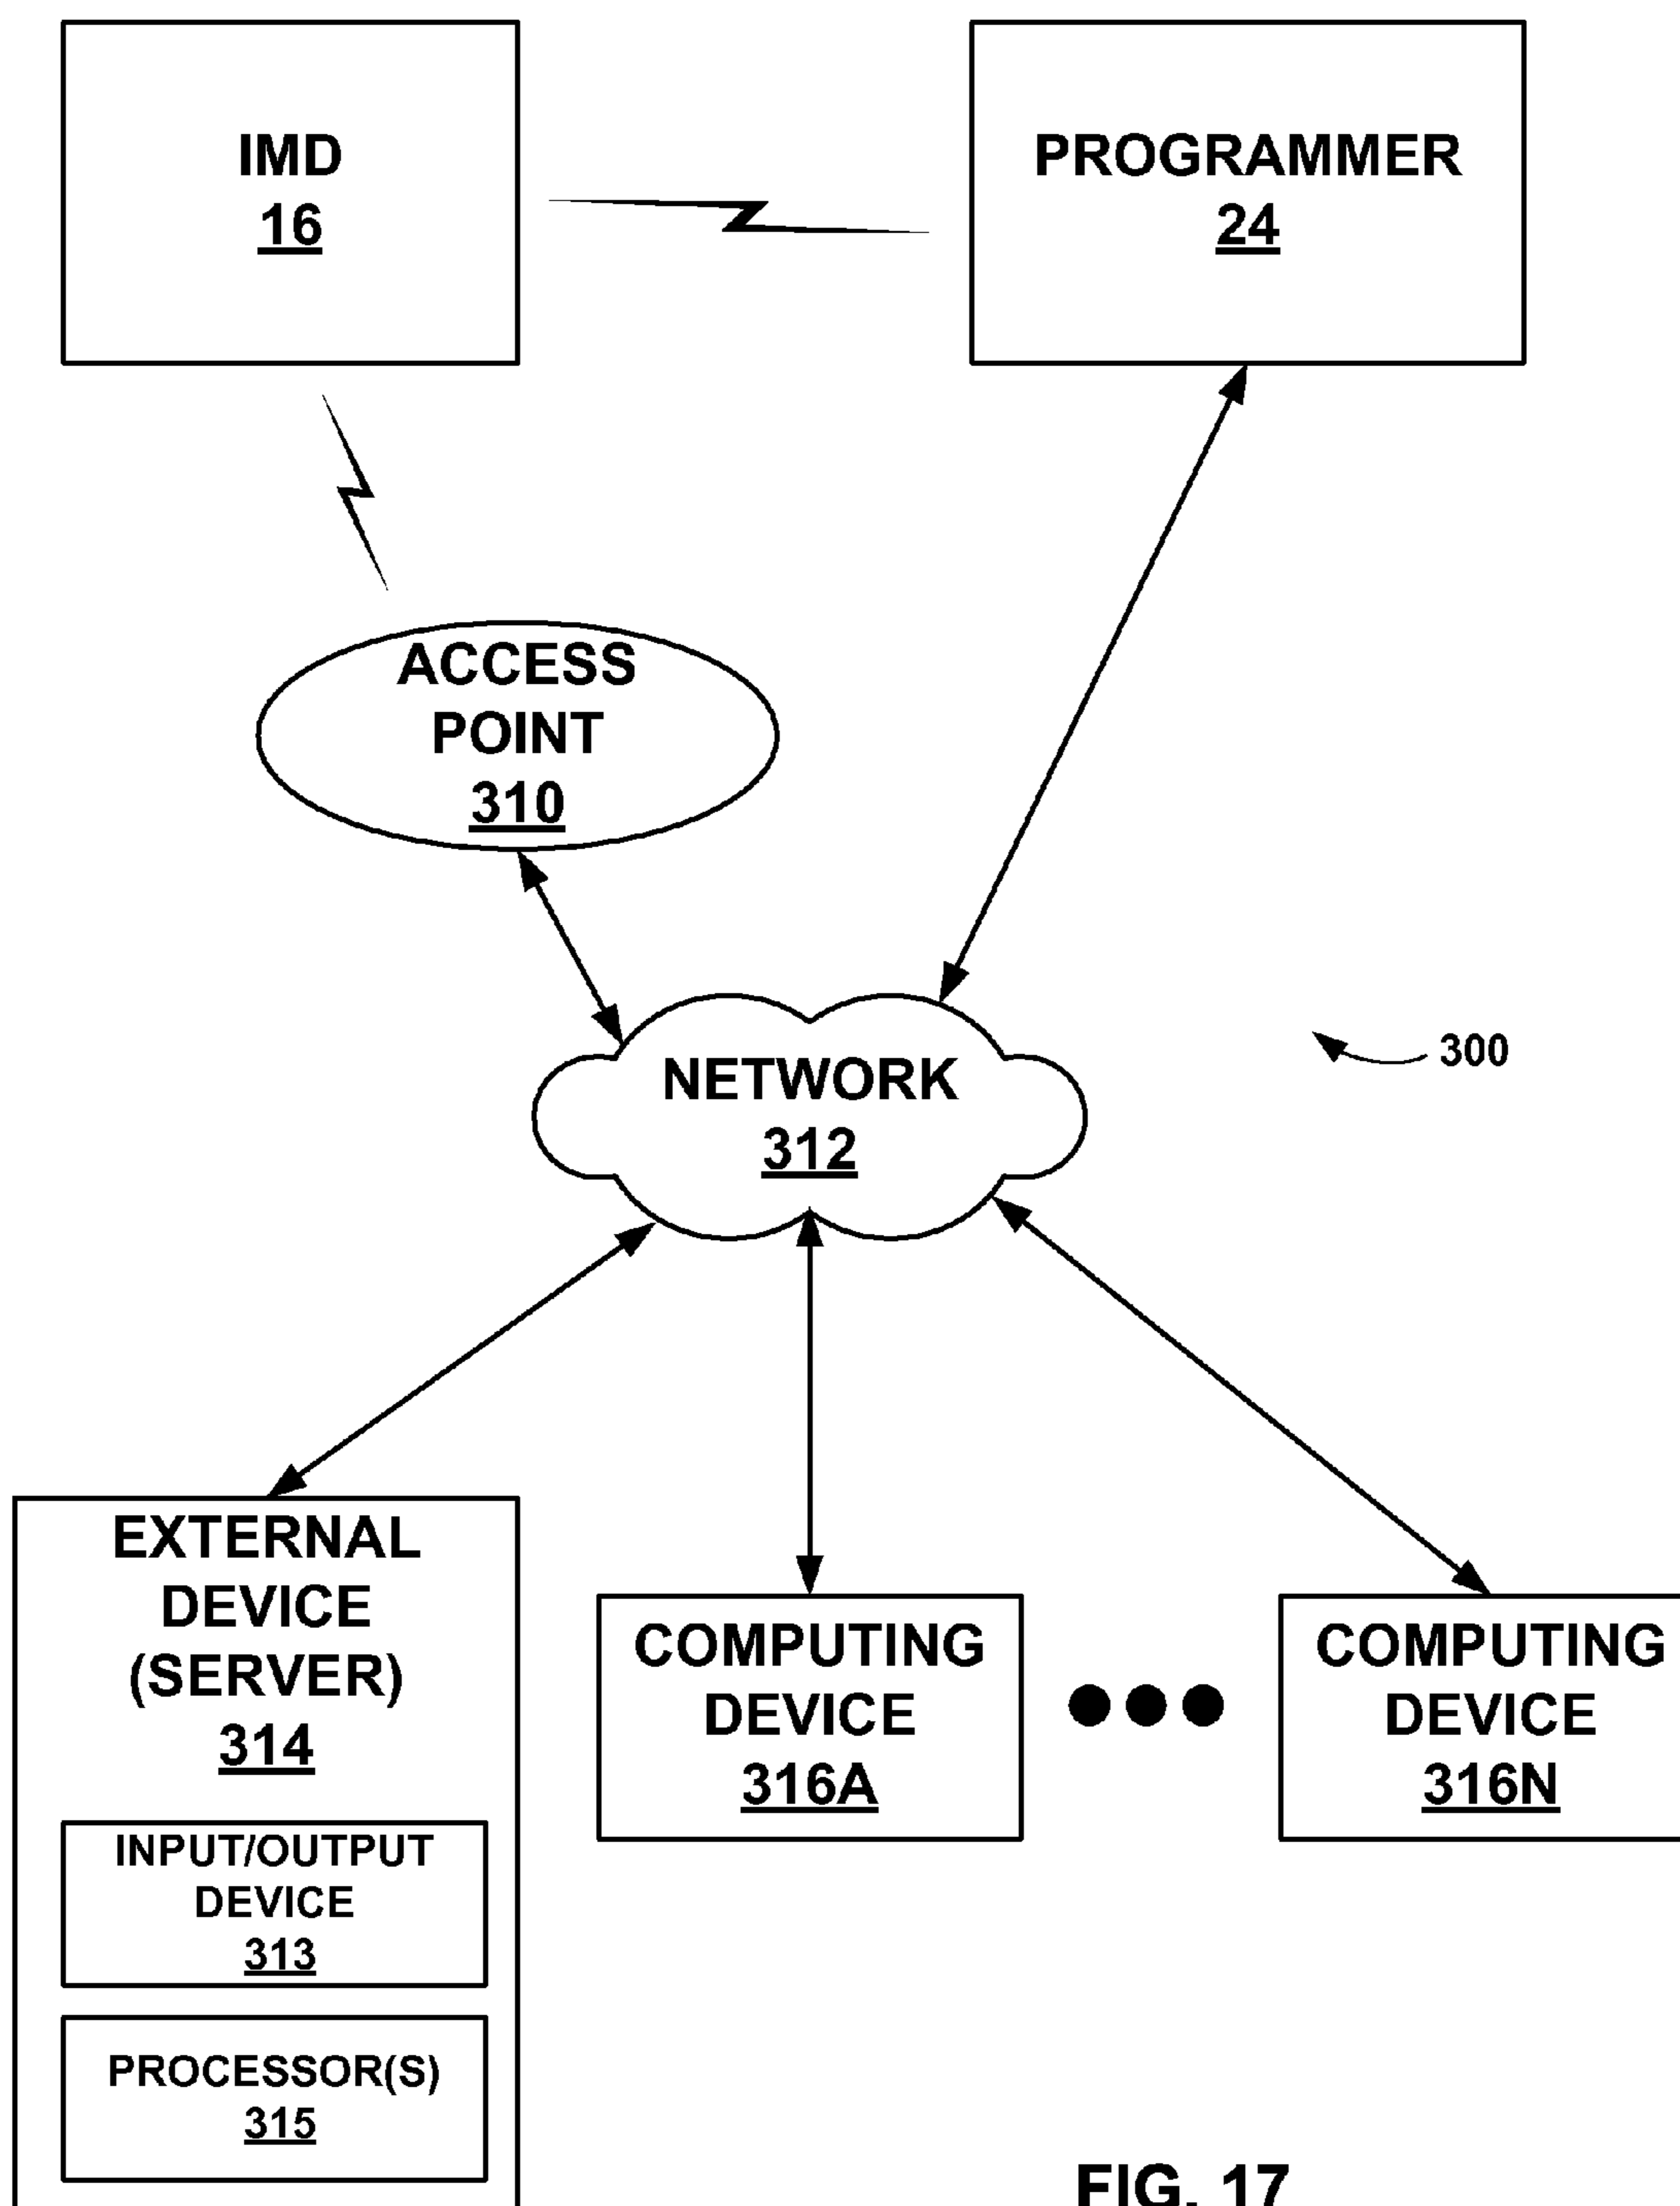 IMD
16
PROGRAMMER
24
ACCESS
POINT
310
NETWORK
312
300
EXTERNAL
DEVICE
(SERVER)
314
INPUT/OUTPUT
DEVICE
313
PROCESSOR(S)
315
COMPUTING
DEVICE
316A
COMPUTING
DEVICE
316N
FIG. 17